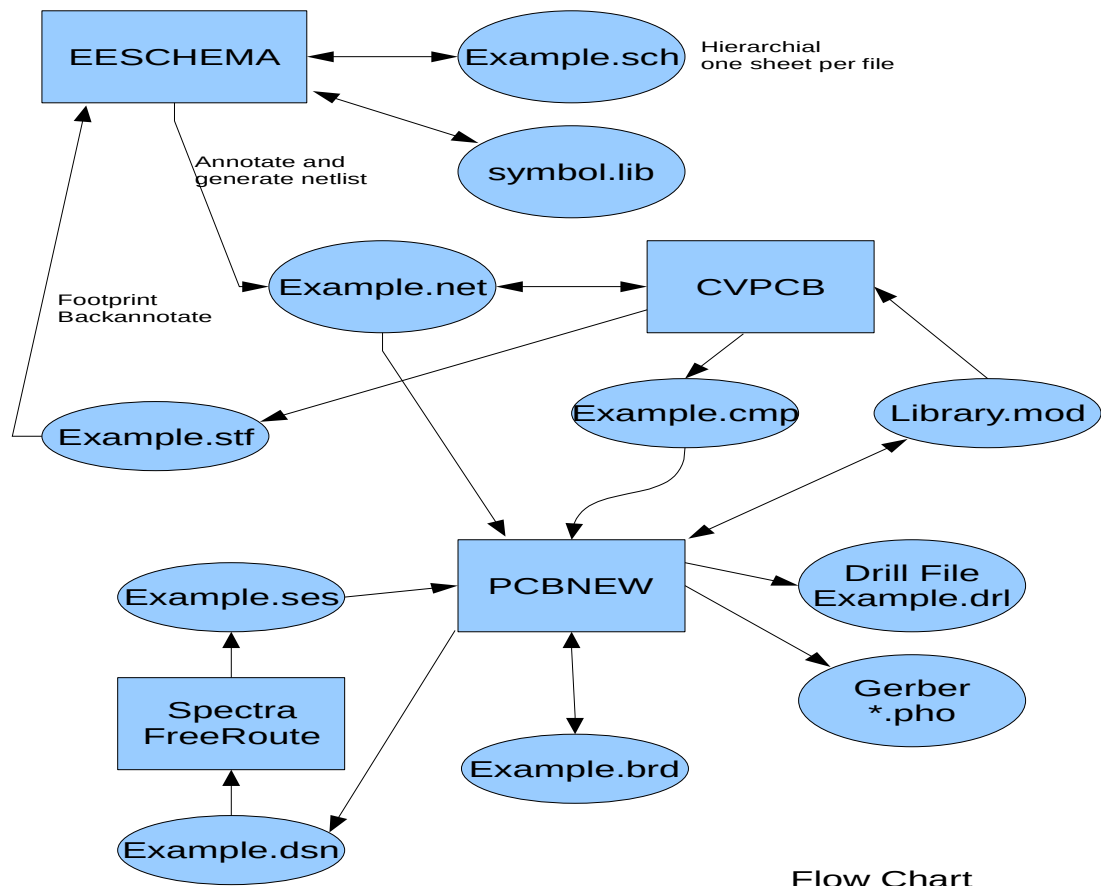 EESCHEMA
Example.sch
Hierarchial
one sheet per file
symbol.lib
Annotate and
generate netlist
Example.net
CVPCB
Footprint
Backannotate
Example.stf
Example.cmp
Library.mod
PCBNEW
Example.ses
Drill File
Example.drl
Spectra
FreeRoute
Gerber
*.pho
Example.brd
Example.dsn
Flow Chart